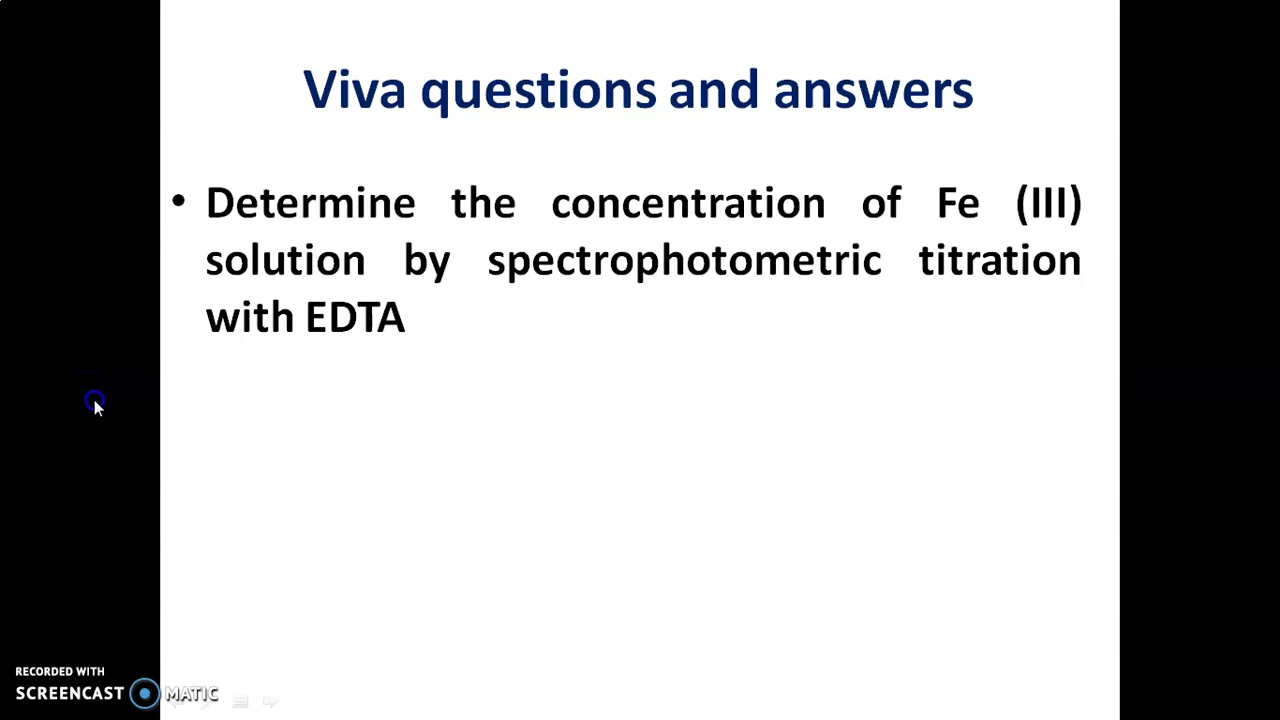 Viva questions and answers
• Determine the concentration of Fe (III)
solution by spectrophotometric titration
with EDTA
RECORDED WITH
SCREENCAST MATIC